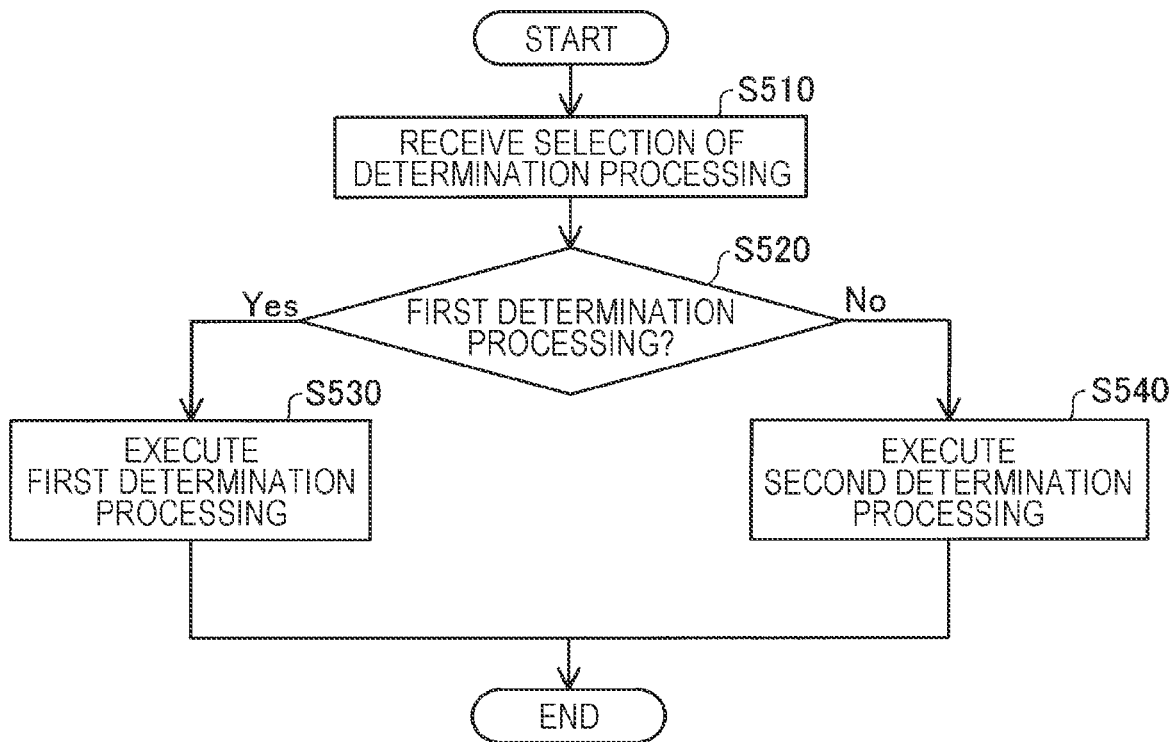 START
S510
RECEIVE SELECTION OF
DETERMINATION PROCESSING
S520
FIRST DETERMINATION
PROCESSING?
Yes
No
S530
EXECUTE
FIRST DETERMINATION
PROCESSING
S540
EXECUTE
SECOND DETERMINATION
PROCESSING
END